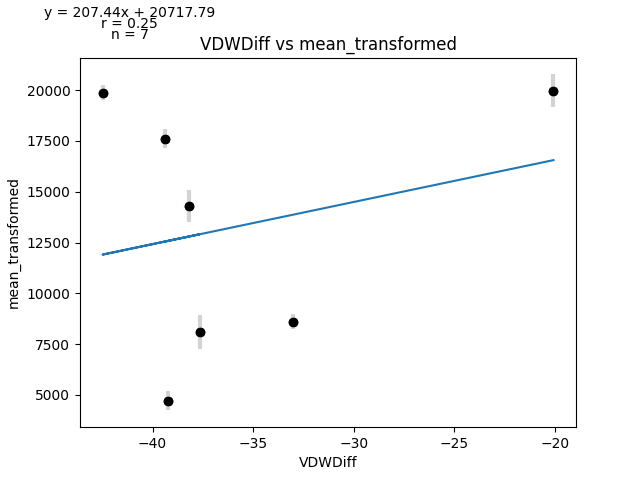 y = 207.44x + 20717.79
r = 0.25
n = 7
VDWDiff vs mean_transformed
mean_transformed
20000
17500
15000
12500
10000
7500
5000
−40
−35
−30
−25
−20
VDWDiff